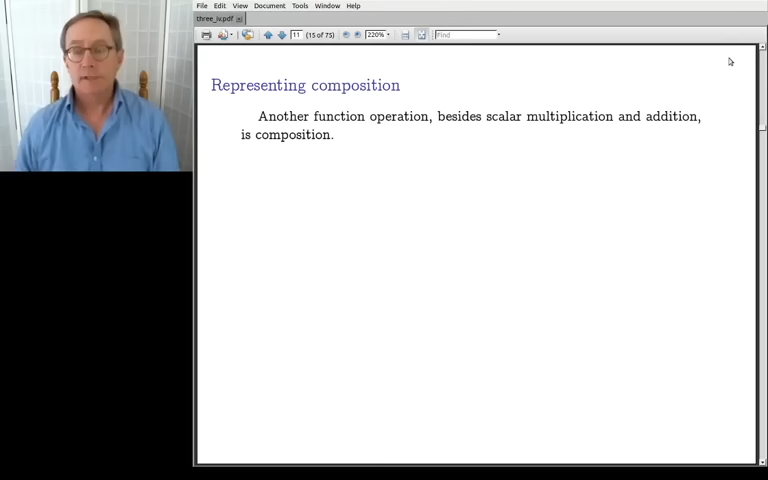 File Edit View Document Tools Window Help
three_iv.pdf
11 (15 of 75) 220% Find
Representing composition
Another function operation, besides scalar multiplication and addition,
is composition.